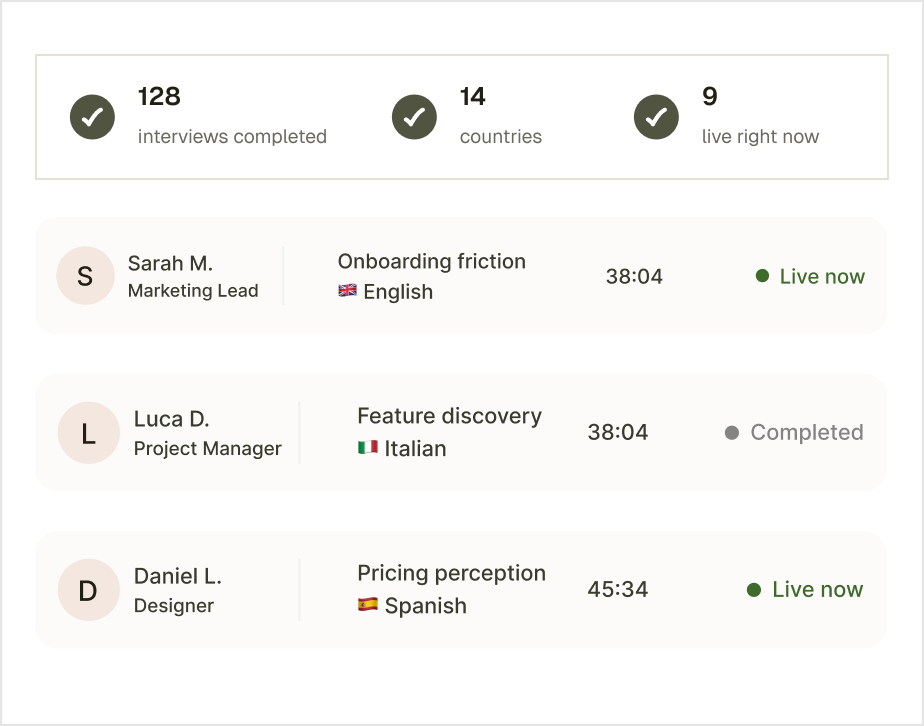 128
interviews completed
14
countries
9
live right now
S
Sarah M.
Marketing Lead
Onboarding friction
English
38:04
Live now
L
Luca D.
Project Manager
Feature discovery
Italian
38:04
Completed
D
Daniel L.
Designer
Pricing perception
Spanish
45:34
Live now